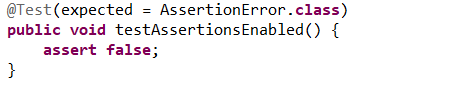 @Test(expected = AssertionError.class)
public void testAssertionsEnabled() {
    assert false;
}